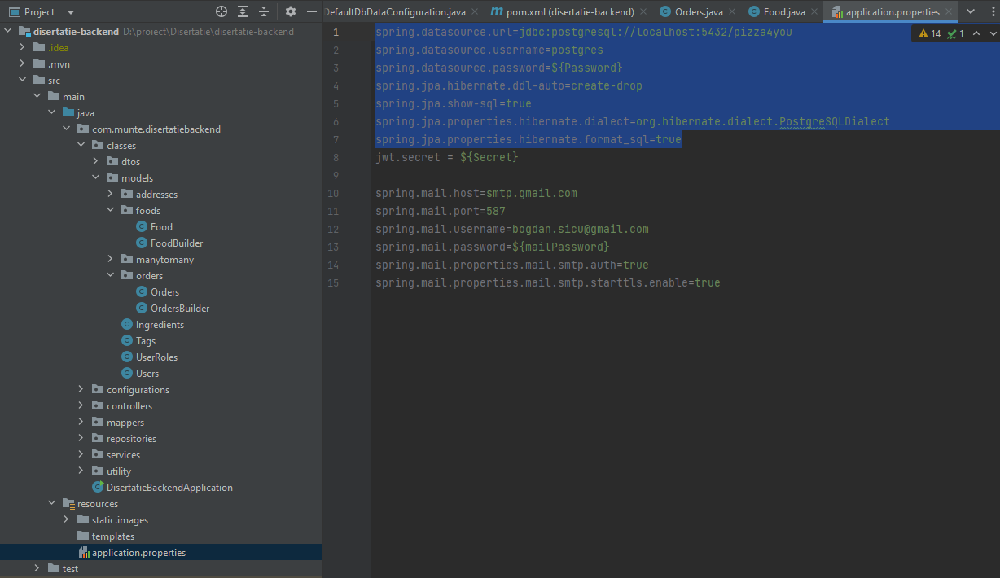 Project
disertatie-backend D:\proiect\Disertatie\disertatie-backend
.idea
.mvn
src
main
java
com.munte.disertatiebackend
classes
dtos
models
addresses
foods
Food
FoodBuilder
manytomany
orders
Orders
OrdersBuilder
Ingredients
Tags
UserRoles
Users
configurations
controllers
mappers
repositories
services
utility
DisertatieBackendApplication
resources
static.images
templates
application.properties
test
DefaultDbDataConfiguration.java
pom.xml (disertatie-backend)
Orders.java
Food.java
application.properties
14 1
1 spring.datasource.url=jdbc:postgresql://localhost:5432/pizza4you
2 spring.datasource.username=postgres
3 spring.datasource.password=${Password}
4 spring.jpa.hibernate.ddl-auto=create-drop
5 spring.jpa.show-sql=true
6 spring.jpa.properties.hibernate.dialect=org.hibernate.dialect.PostgreSQLDialect
7 spring.jpa.properties.hibernate.format_sql=true
8 jwt.secret = ${Secret}
9
10 spring.mail.host=smtp.gmail.com
11 spring.mail.port=587
12 spring.mail.username=bogdan.sicu@gmail.com
13 spring.mail.password=${mailPassword}
14 spring.mail.properties.mail.smtp.auth=true
15 spring.mail.properties.mail.smtp.starttls.enable=true